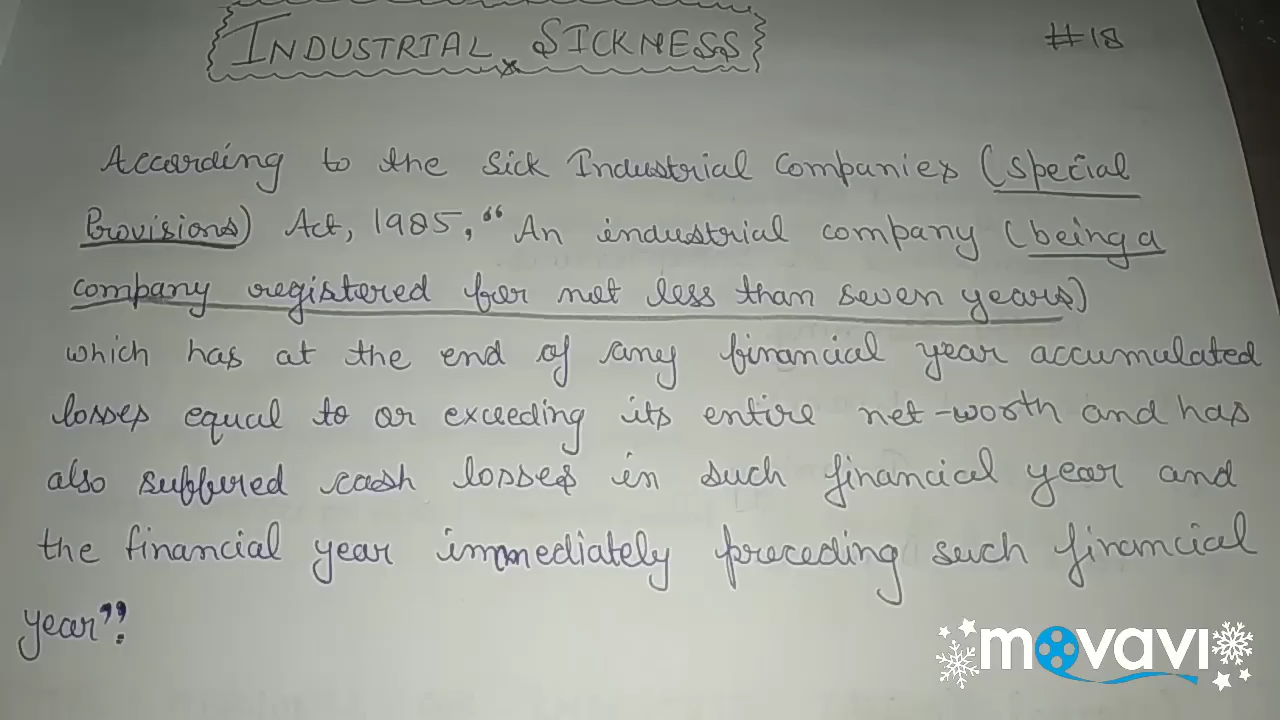 INDUSTRIAL SICKNESS
#18
According to the Sick Industrial Companies (Special
Provisions) Act, 1985, "An industrial company (being a
company registered for not less than seven years)
which has at the end of any financial year accumulated
losses equal to or exceeding its entire net-worth and has
also suffured cash losses in such financial year and
the financial year immediately preceding such financial
year".
movavi